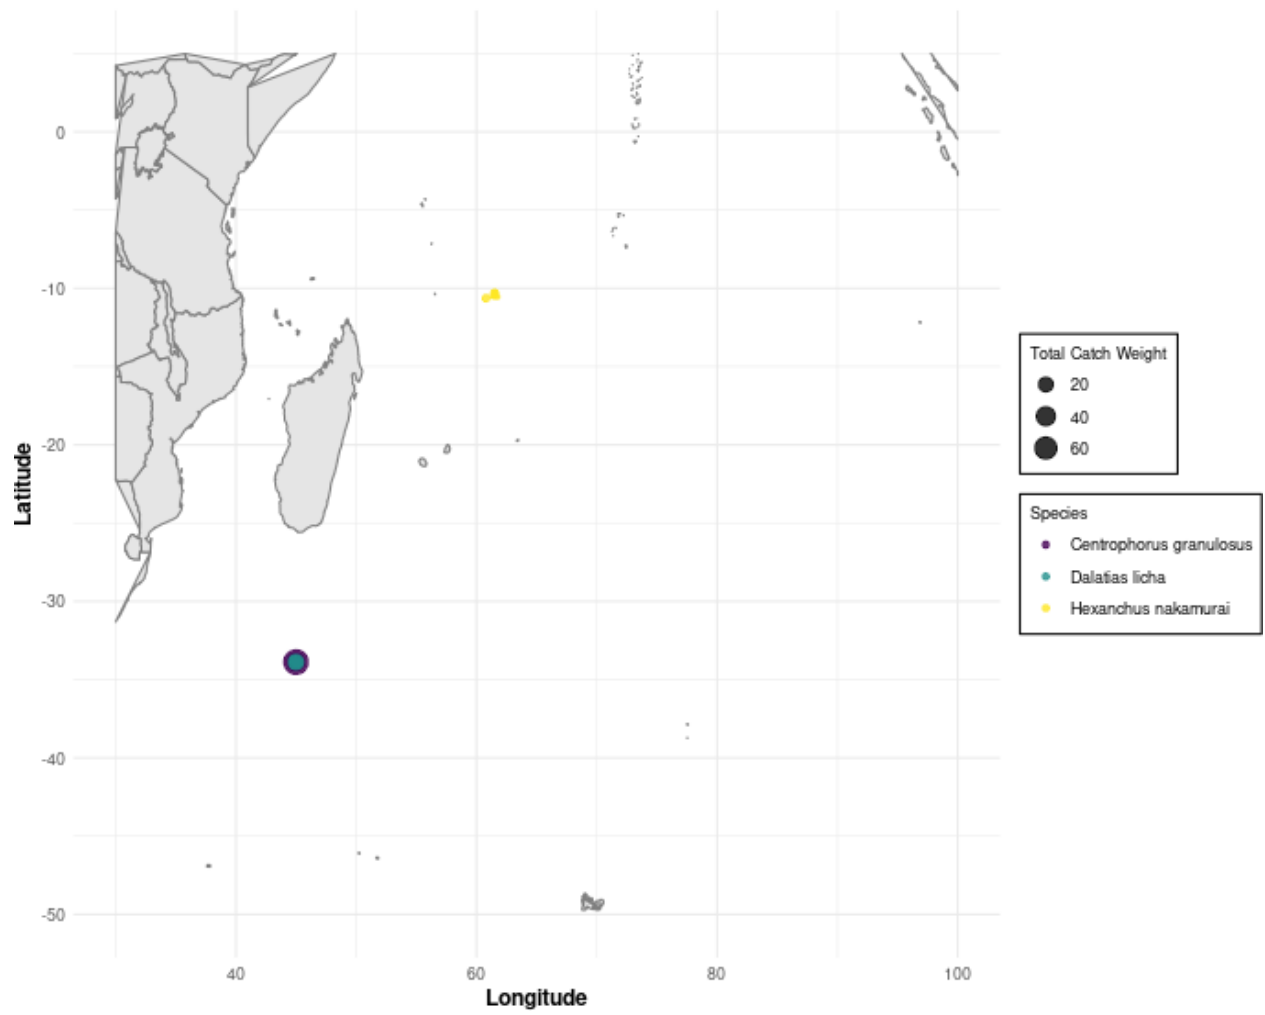 0
-10
-20
-30
-40
-50
Latitude
40
60
80
100
Longitude
Total Catch Weight
20
40
60
Species
Centrophorus granulosus
Dalatias licha
Hexanchus nakamurai